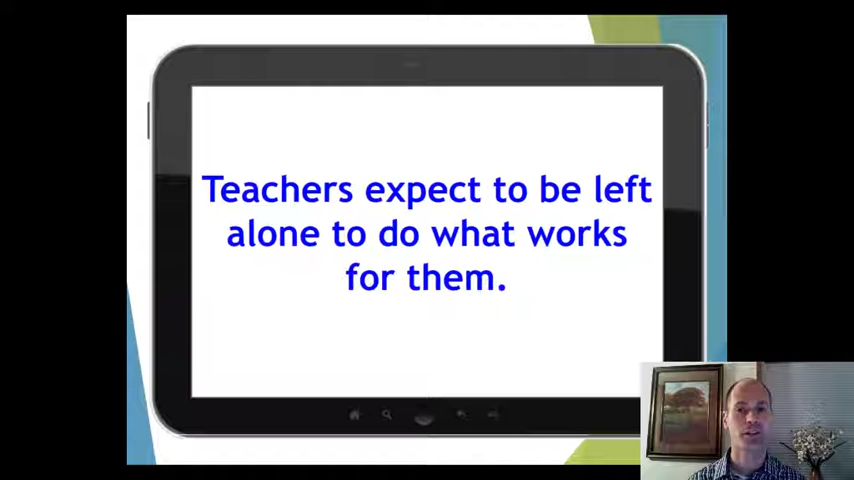 Teachers expect to be left
alone to do what works
for them.